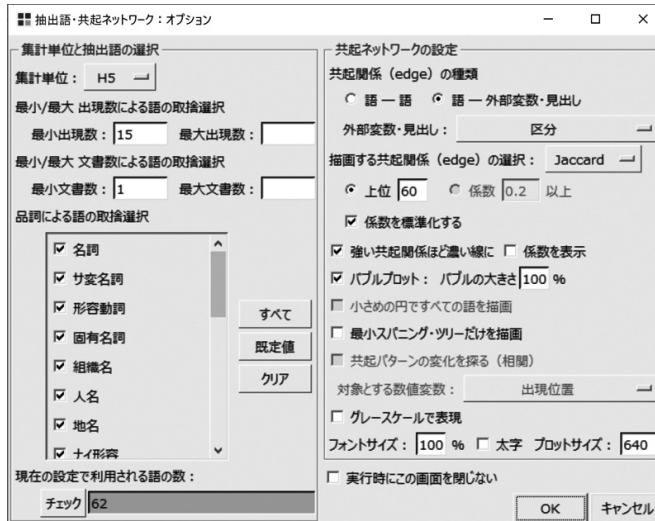 抽出語・共起ネットワーク：オプション
集計単位と抽出語の選択
集計単位： H5
最小/最大 出現数による語の取捨選択
最小出現数： 15 最大出現数：
最小/最大 文書数による語の取捨選択
最小文書数： 1 最大文書数：
品詞による語の取捨選択
名詞
サ変名詞
形容動詞
固有名詞
組織名
人名
地名
ナイ形容
すべて
既定値
クリア
現在の設定で利用される語の数：
チェック 62
共起ネットワークの設定
共起関係（edge）の種類
語 ― 語 語 ― 外部変数・見出し
外部変数・見出し： 区分
描画する共起関係（edge）の選択： Jaccard
上位 60 係数 0.2 以上
係数を標準化する
強い共起関係ほど濃い線に 係数を表示
バブルプロット： バブルの大きさ 100 %
小さめの円ですべての語を描画
最小スパニング・ツリーだけを描画
共起パターンの変化を探る（相関）
対象とする数値変数： 出現位置
グレースケールで表現
フォントサイズ： 100 % 太字 プロットサイズ： 640
実行時にこの画面を閉じない
OK キャンセル